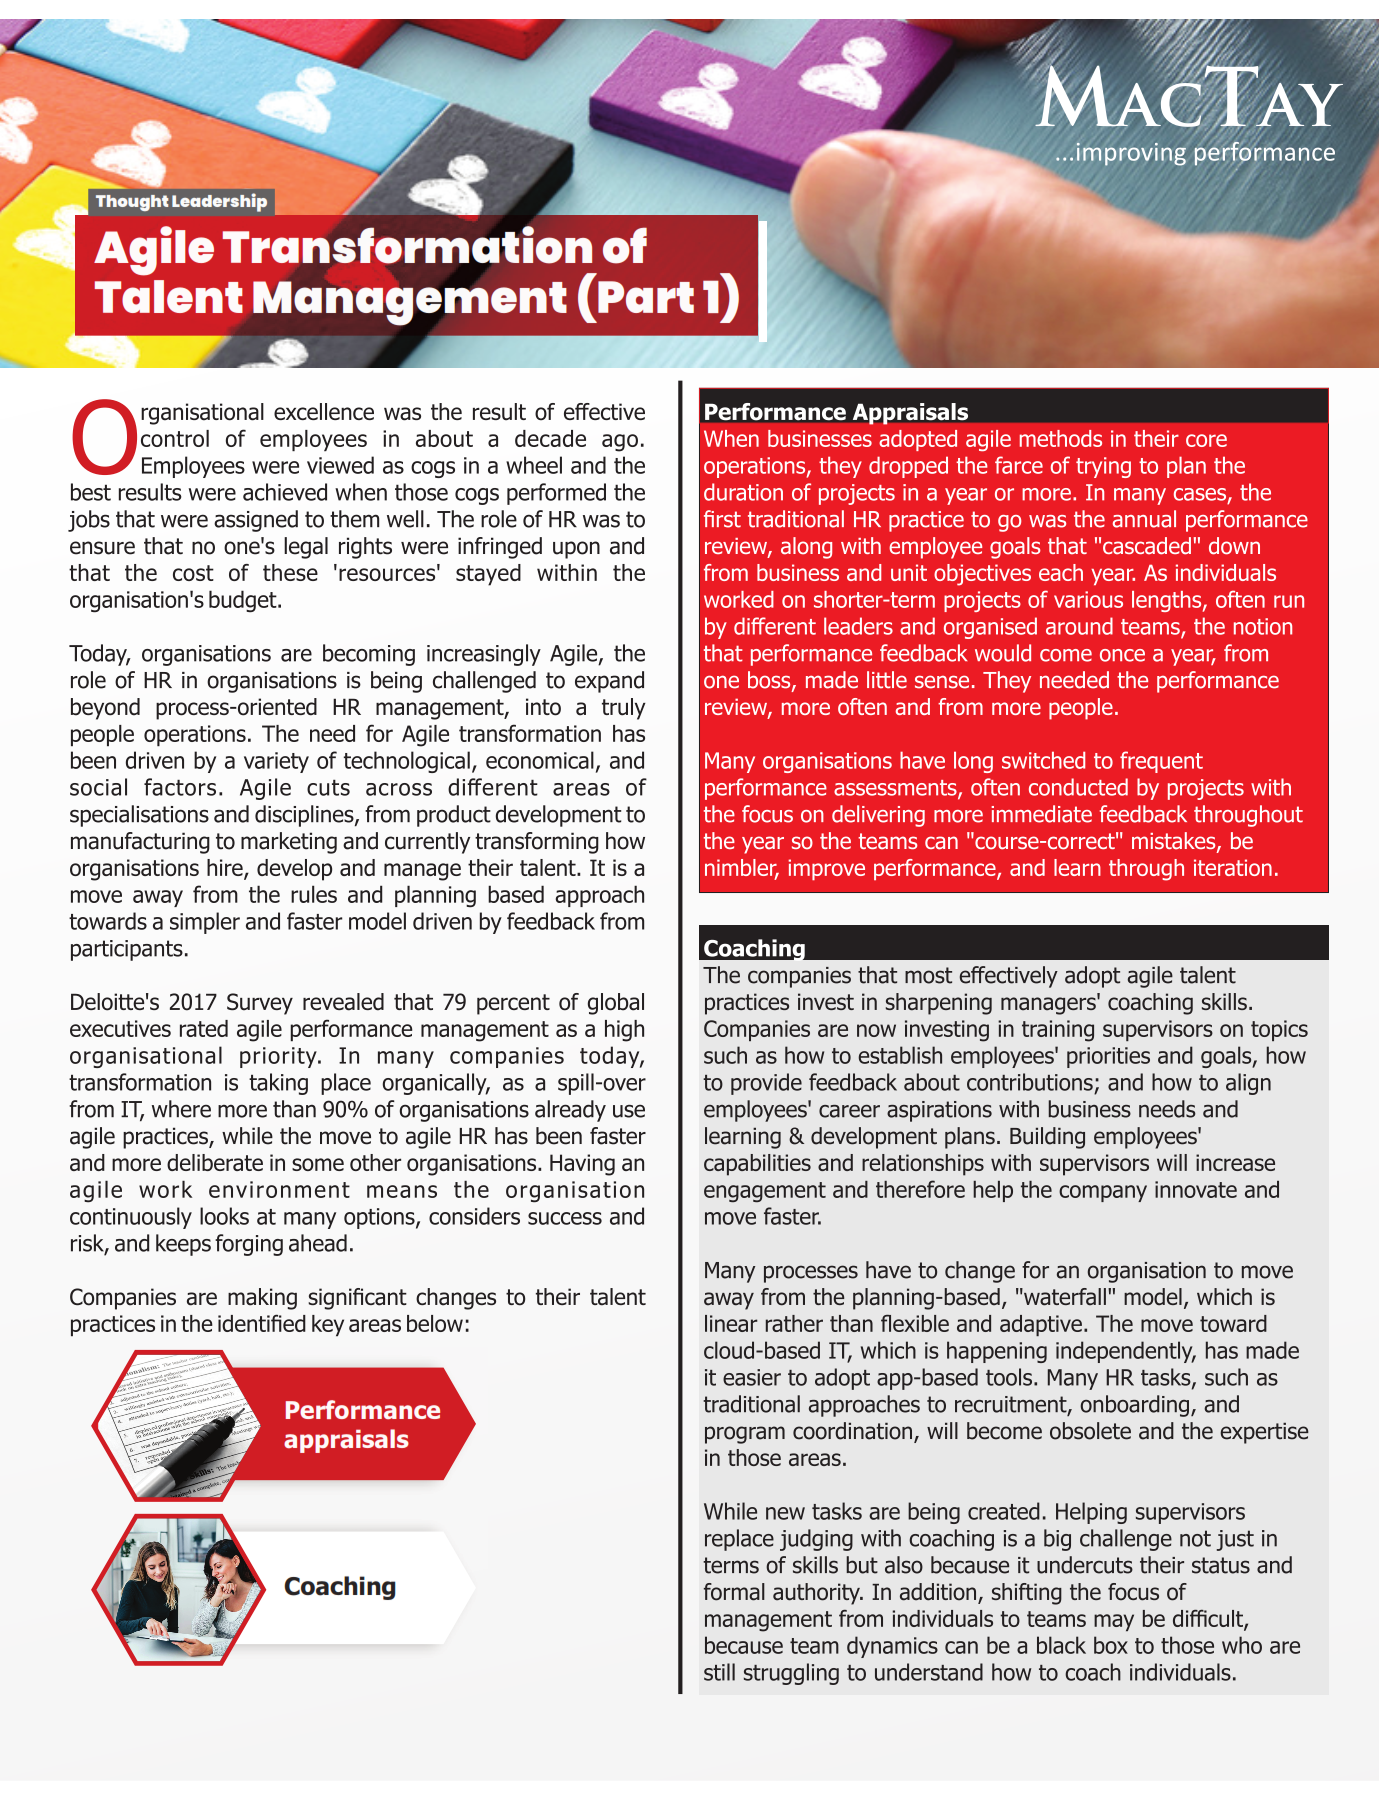 MACTAY
...improving performance
Thought Leadership
Agile Transformation of
Talent Management (Part 1)
Organisational excellence was the result of effective
control of employees in about a decade ago.
Employees were viewed as cogs in a wheel and the
best results were achieved when those cogs performed the
jobs that were assigned to them well. The role of HR was to
ensure that no one's legal rights were infringed upon and
that the cost of these 'resources' stayed within the
organisation's budget.
Today, organisations are becoming increasingly Agile, the
role of HR in organisations is being challenged to expand
beyond process-oriented HR management, into a truly
people operations. The need for Agile transformation has
been driven by a variety of technological, economical, and
social factors. Agile cuts across different areas of
specialisations and disciplines, from product development to
manufacturing to marketing and currently transforming how
organisations hire, develop and manage their talent. It is a
move away from the rules and planning based approach
towards a simpler and faster model driven by feedback from
participants.
Deloitte's 2017 Survey revealed that 79 percent of global
executives rated agile performance management as a high
organisational priority. In many companies today,
transformation is taking place organically, as a spill-over
from IT, where more than 90% of organisations already use
agile practices, while the move to agile HR has been faster
and more deliberate in some other organisations. Having an
agile work environment means the organisation
continuously looks at many options, considers success and
risk, and keeps forging ahead.
Companies are making significant changes to their talent
practices in the identified key areas below:
Performance
appraisals
Coaching
Performance Appraisals
When businesses adopted agile methods in their core
operations, they dropped the farce of trying to plan the
duration of projects in a year or more. In many cases, the
first traditional HR practice to go was the annual performance
review, along with employee goals that "cascaded" down
from business and unit objectives each year. As individuals
worked on shorter-term projects of various lengths, often run
by different leaders and organised around teams, the notion
that performance feedback would come once a year, from
one boss, made little sense. They needed the performance
review, more often and from more people.
Many organisations have long switched to frequent
performance assessments, often conducted by projects with
the focus on delivering more immediate feedback throughout
the year so the teams can "course-correct" mistakes, be
nimbler, improve performance, and learn through iteration.
Coaching
The companies that most effectively adopt agile talent
practices invest in sharpening managers' coaching skills.
Companies are now investing in training supervisors on topics
such as how to establish employees' priorities and goals, how
to provide feedback about contributions; and how to align
employees' career aspirations with business needs and
learning & development plans. Building employees'
capabilities and relationships with supervisors will increase
engagement and therefore help the company innovate and
move faster.
Many processes have to change for an organisation to move
away from the planning-based, "waterfall" model, which is
linear rather than flexible and adaptive. The move toward
cloud-based IT, which is happening independently, has made
it easier to adopt app-based tools. Many HR tasks, such as
traditional approaches to recruitment, onboarding, and
program coordination, will become obsolete and the expertise
in those areas.
While new tasks are being created. Helping supervisors
replace judging with coaching is a big challenge not just in
terms of skills but also because it undercuts their status and
formal authority. In addition, shifting the focus of
management from individuals to teams may be difficult,
because team dynamics can be a black box to those who are
still struggling to understand how to coach individuals.